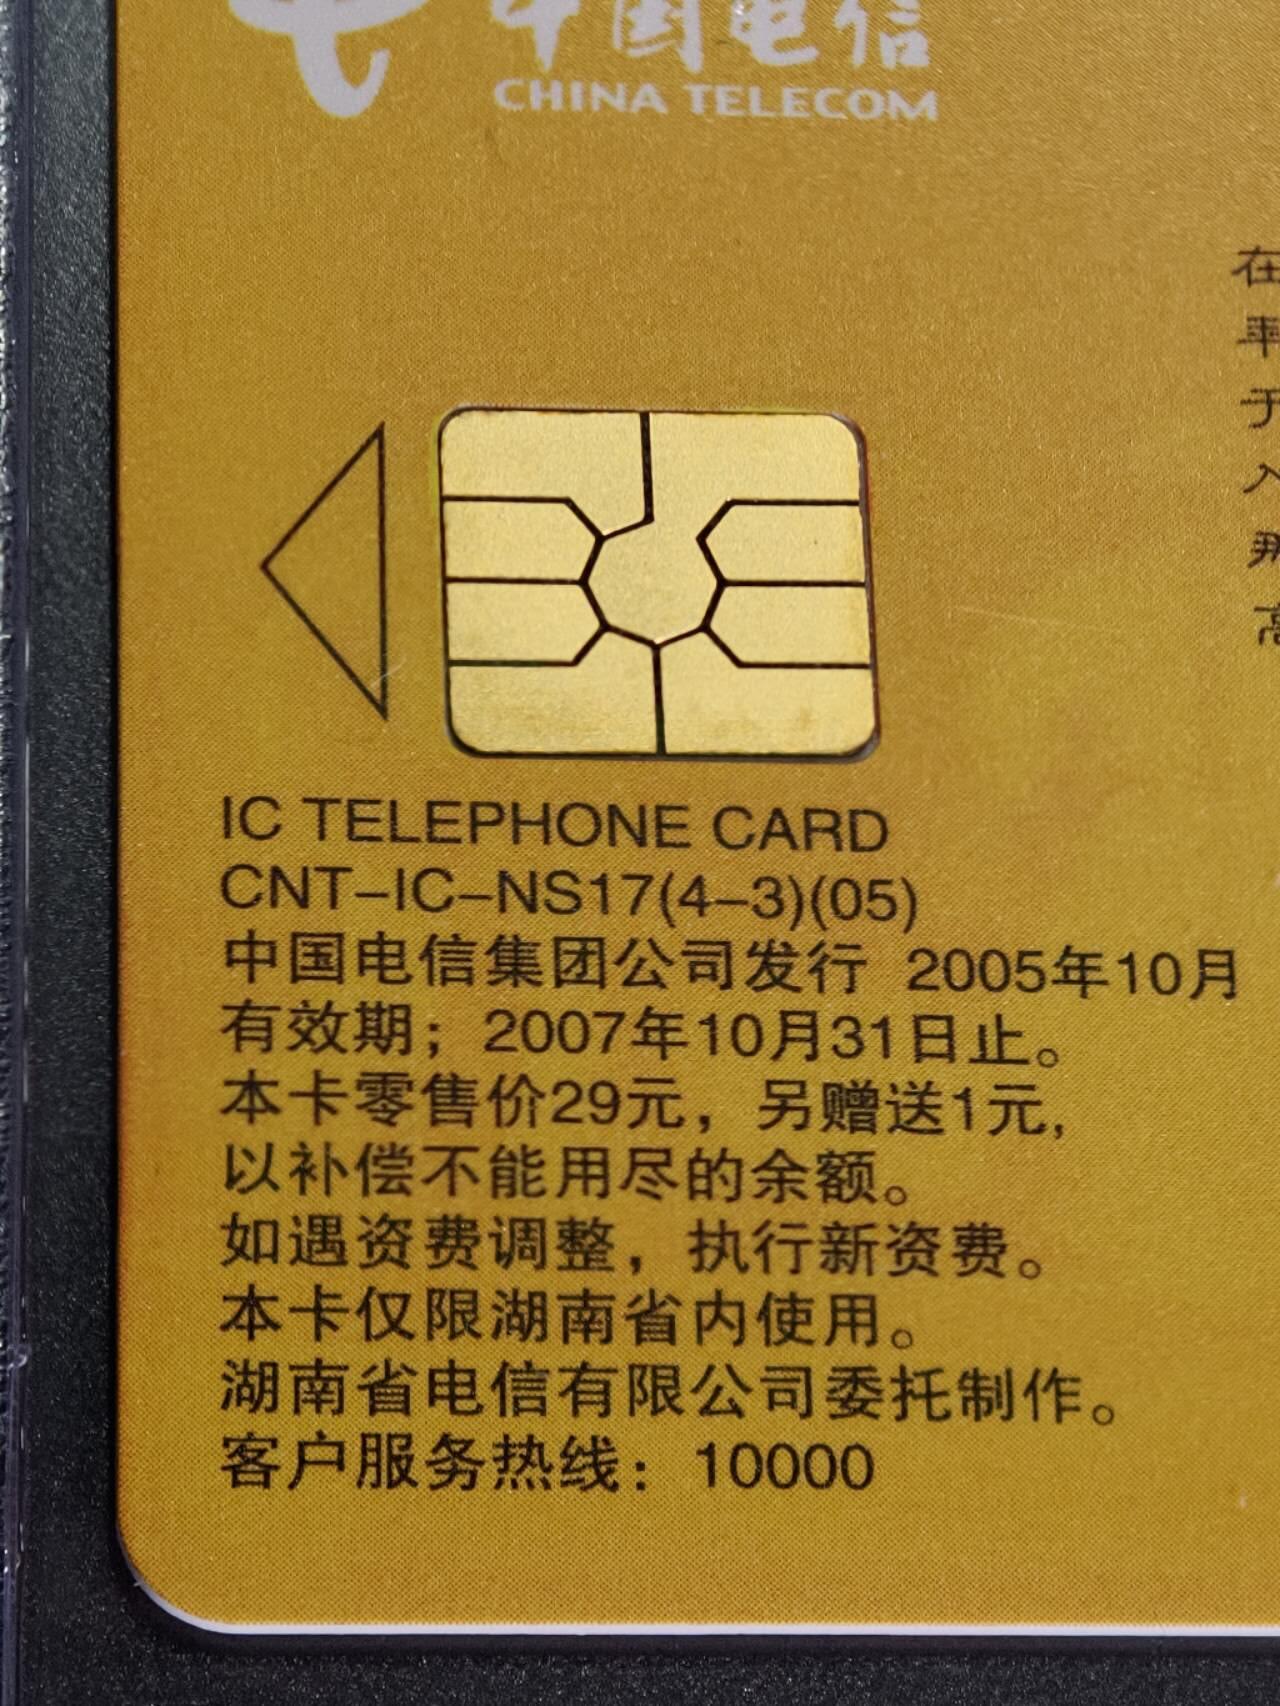 中国电信
CHINA TELECOM
在
率
于
入
高
IC TELEPHONE CARD
CNT-IC-NS17(4-3)(05)
中国电信集团公司发行 2005年10月
有效期；2007年10月31日止。
本卡零售价29元，另赠送1元,
以补偿不能用尽的余额。
如遇资费调整，执行新资费。
本卡仅限湖南省内使用。
湖南省电信有限公司委托制作。
客户服务热线：10000